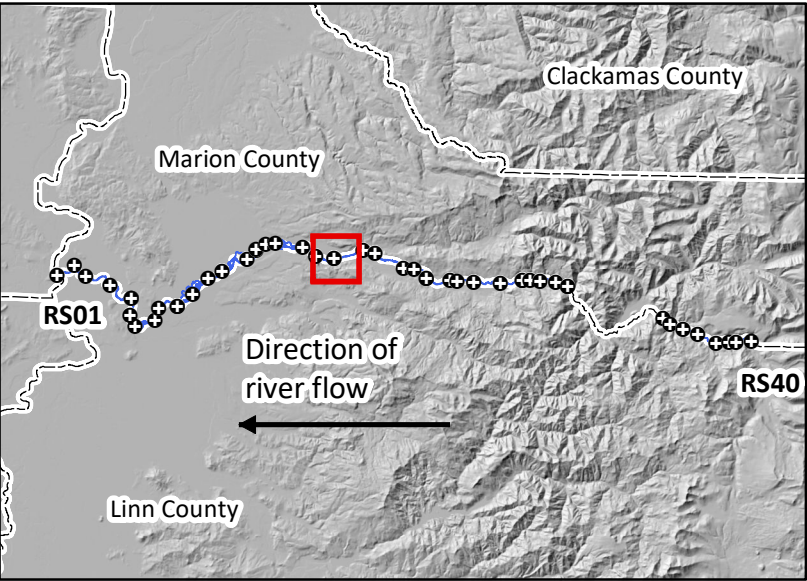 Clackamas County
Marion County
RS01
Direction of
river flow
RS40
Linn County